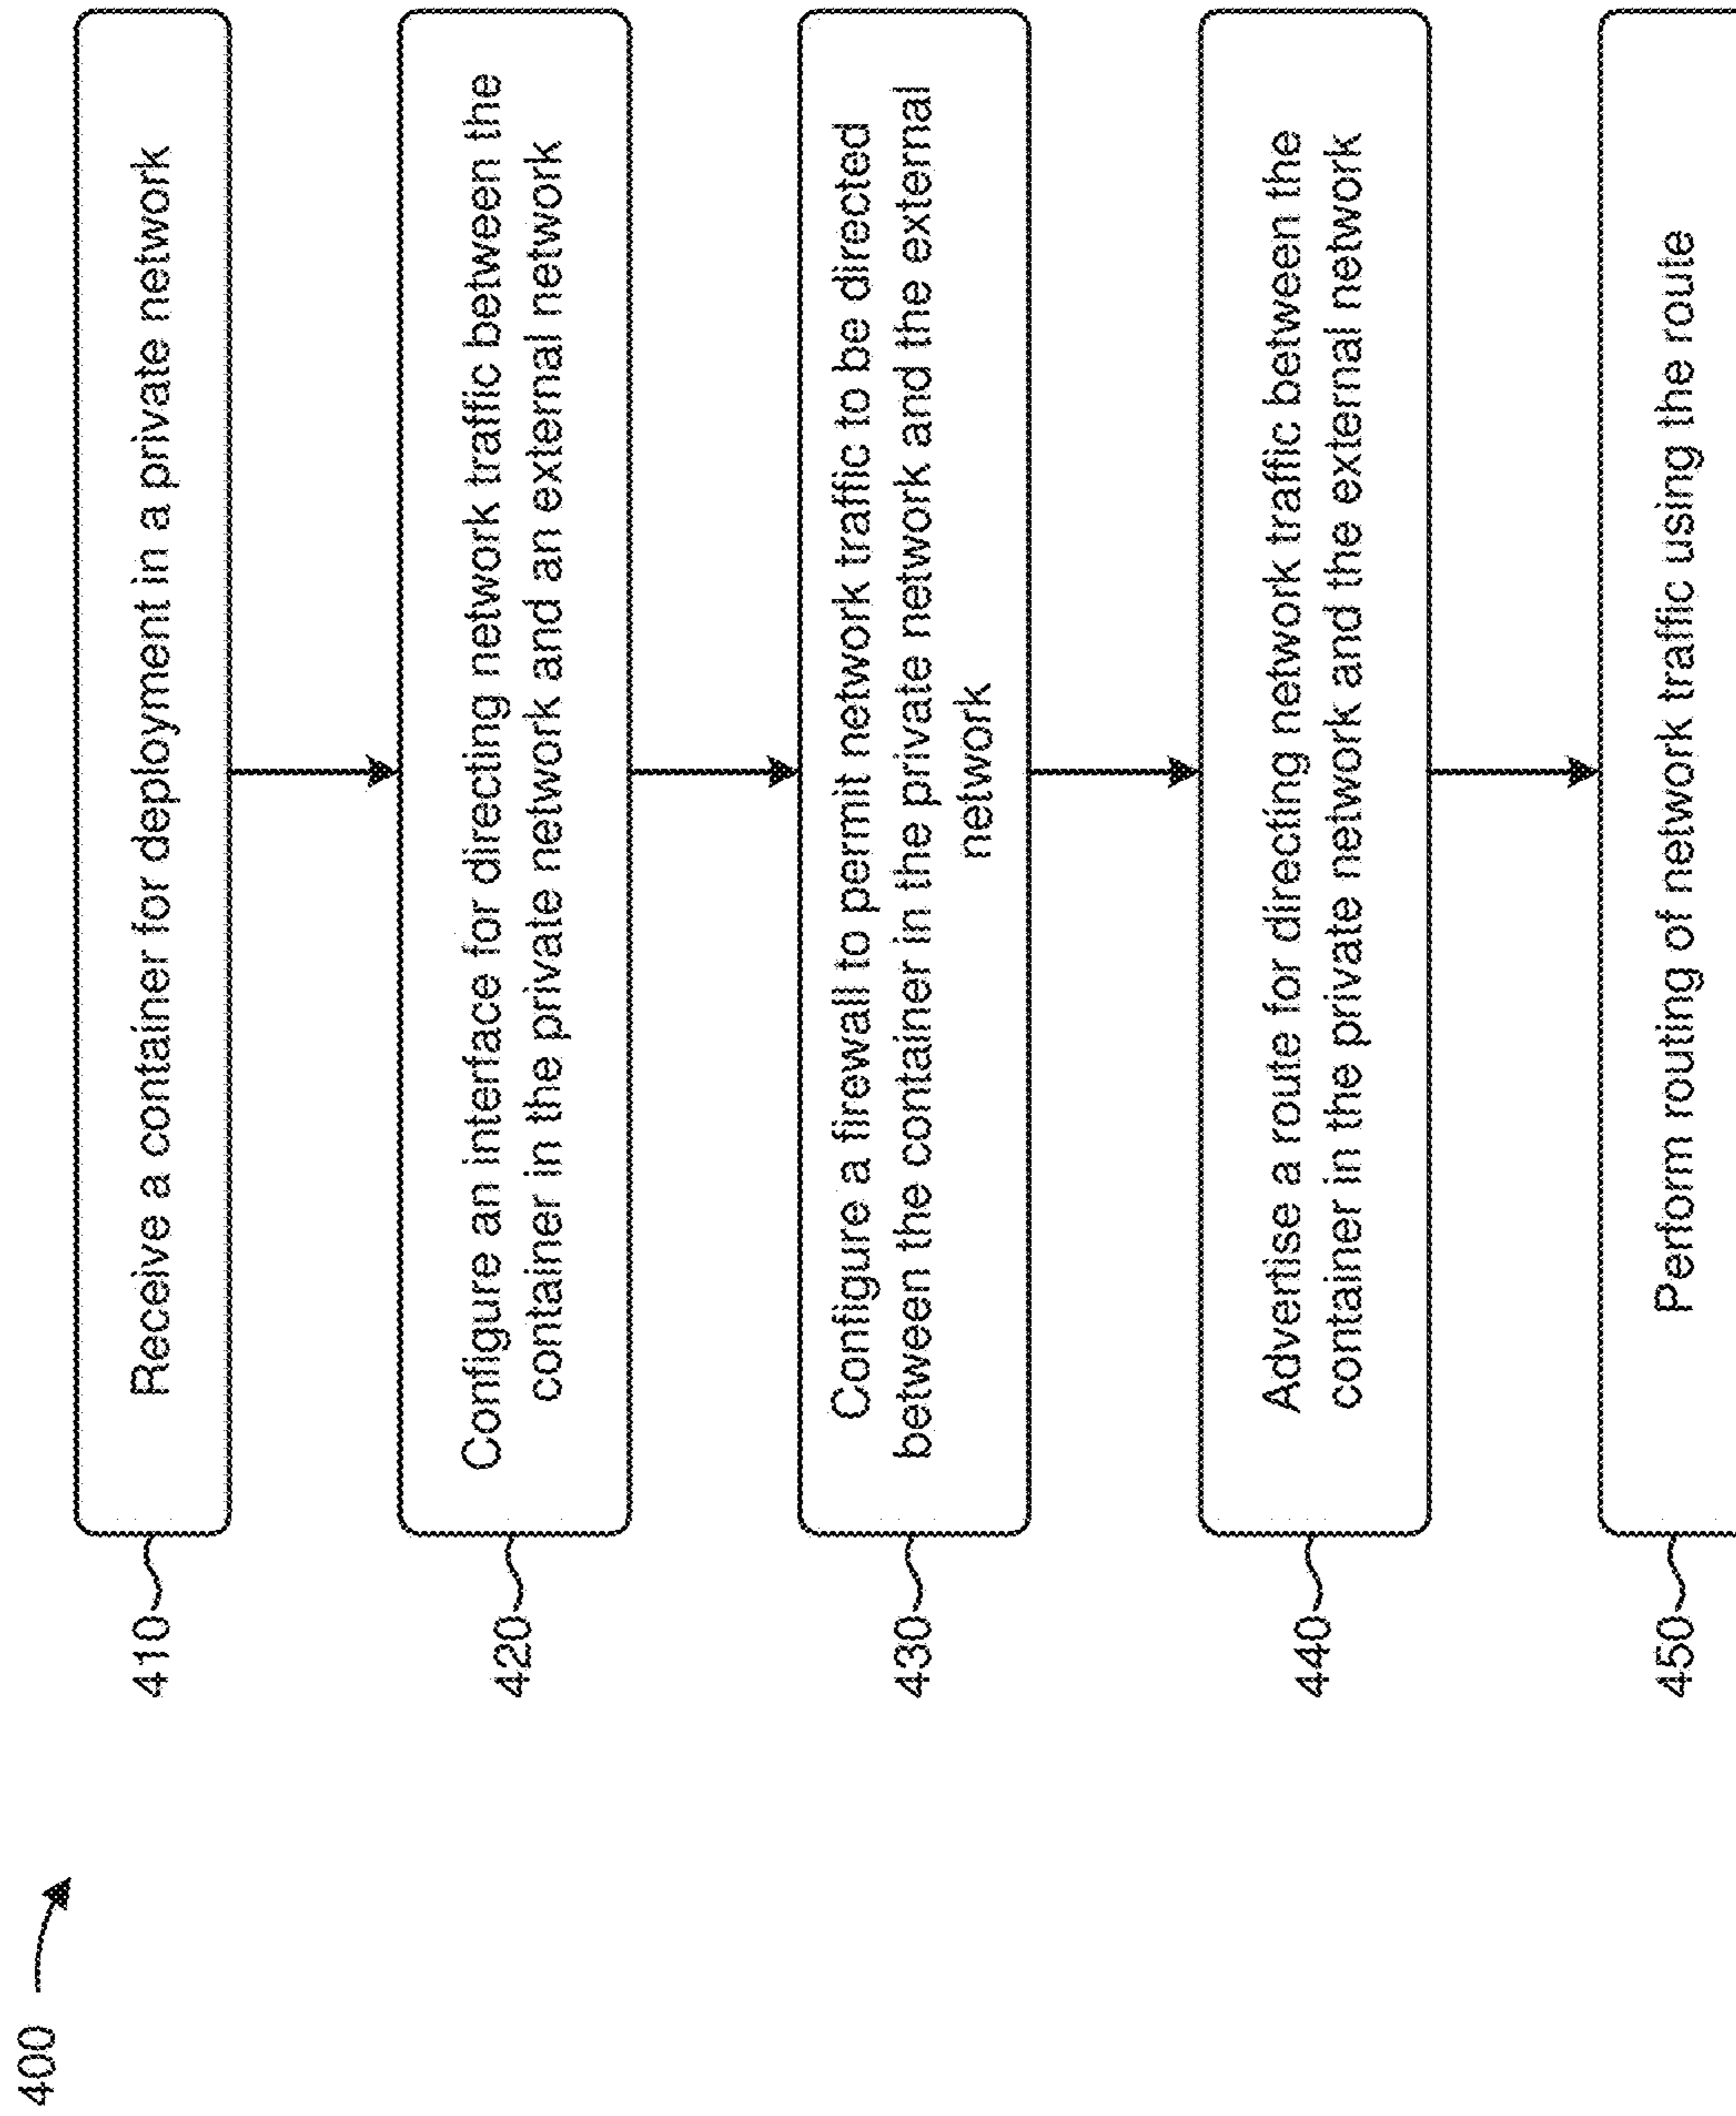 400
410
Receive a container for deployment in a private network
420
Configure an interface for directing network traffic between the
container in the private network and an external network
430
Configure a firewall to permit network traffic to be directed
between the container in the private network and the external
network
440
Advertise a route for directing network traffic between the
container in the private network and the external network
450
Perform routing of network traffic using the route